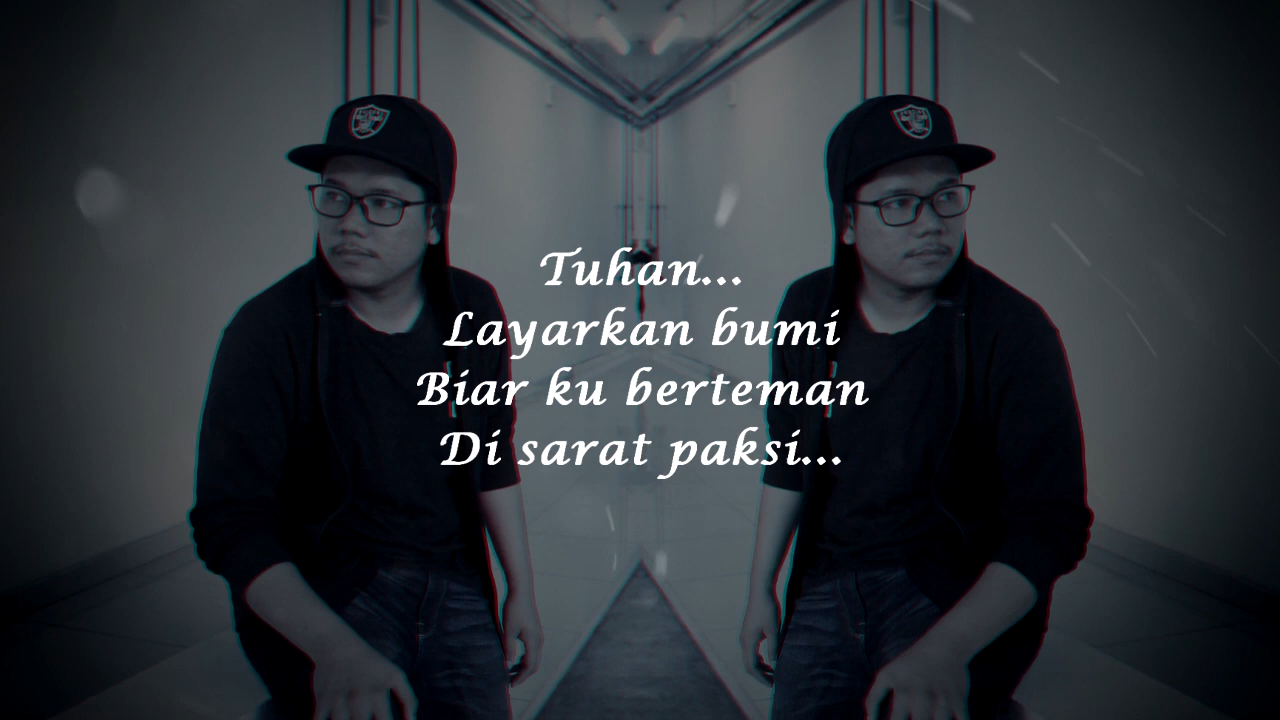 Tuhan...
Layarkan bumi
Biar ku berteman
Di sarat paksi...